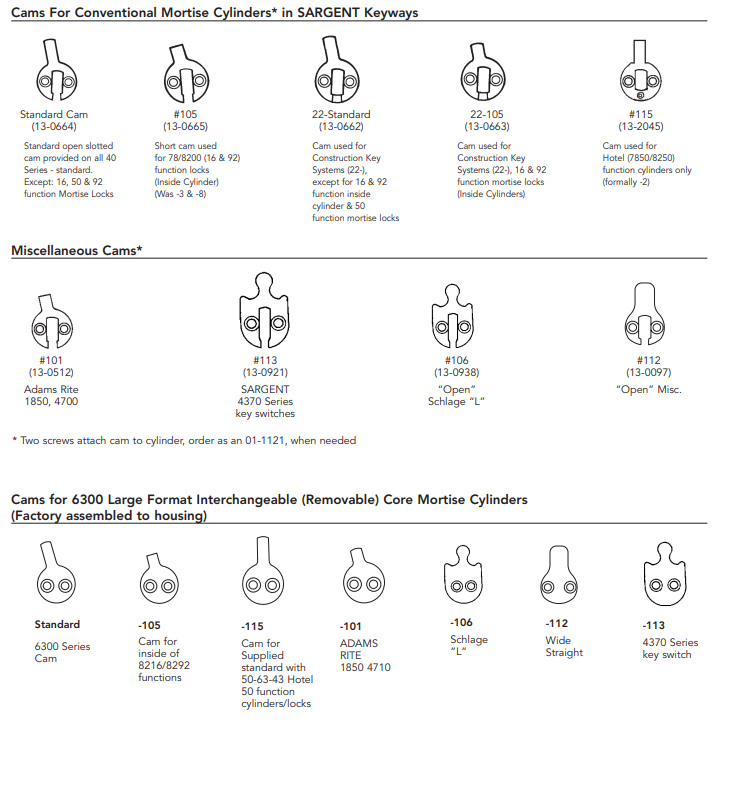 Cams For Conventional Mortise Cylinders* in SARGENT Keyways
Standard Cam
(13-0664)
Standard open slotted
cam provided on all 40
Series - standard.
Except: 16, 50 & 92
function Mortise Locks
#105
(13-0665)
Short cam used
for 78/8200 (16 & 92)
function locks
(Inside Cylinder)
(Was -3 & -8)
22-Standard
(13-0662)
Cam used for
Construction Key
Systems (22-),
except for 16 & 92
function inside
cylinder & 50
function mortise locks
22-105
(13-0663)
Cam used for
Construction Key
Systems (22-), 16 & 92
function mortise locks
(Inside Cylinders)
#115
(13-2045)
Cam used for
Hotel (7850/8250)
function cylinders only
(formally -2)
Miscellaneous Cams*
#101
(13-0512)
Adams Rite
1850, 4700
#113
(13-0921)
SARGENT
4370 Series
key switches
#106
(13-0938)
“Open”
Schlage “L”
#112
(13-0097)
“Open” Misc.
* Two screws attach cam to cylinder, order as an 01-1121, when needed
Cams for 6300 Large Format Interchangeable (Removable) Core Mortise Cylinders
(Factory assembled to housing)
Standard
6300 Series
Cam
-105
Cam for
inside of
8216/8292
functions
-115
Cam for
Supplied
standard with
50-63-43 Hotel
50 function
cylinders/locks
-101
ADAMS
RITE
1850 4710
-106
Schlage
“L”
-112
Wide
Straight
-113
4370 Series
key switch